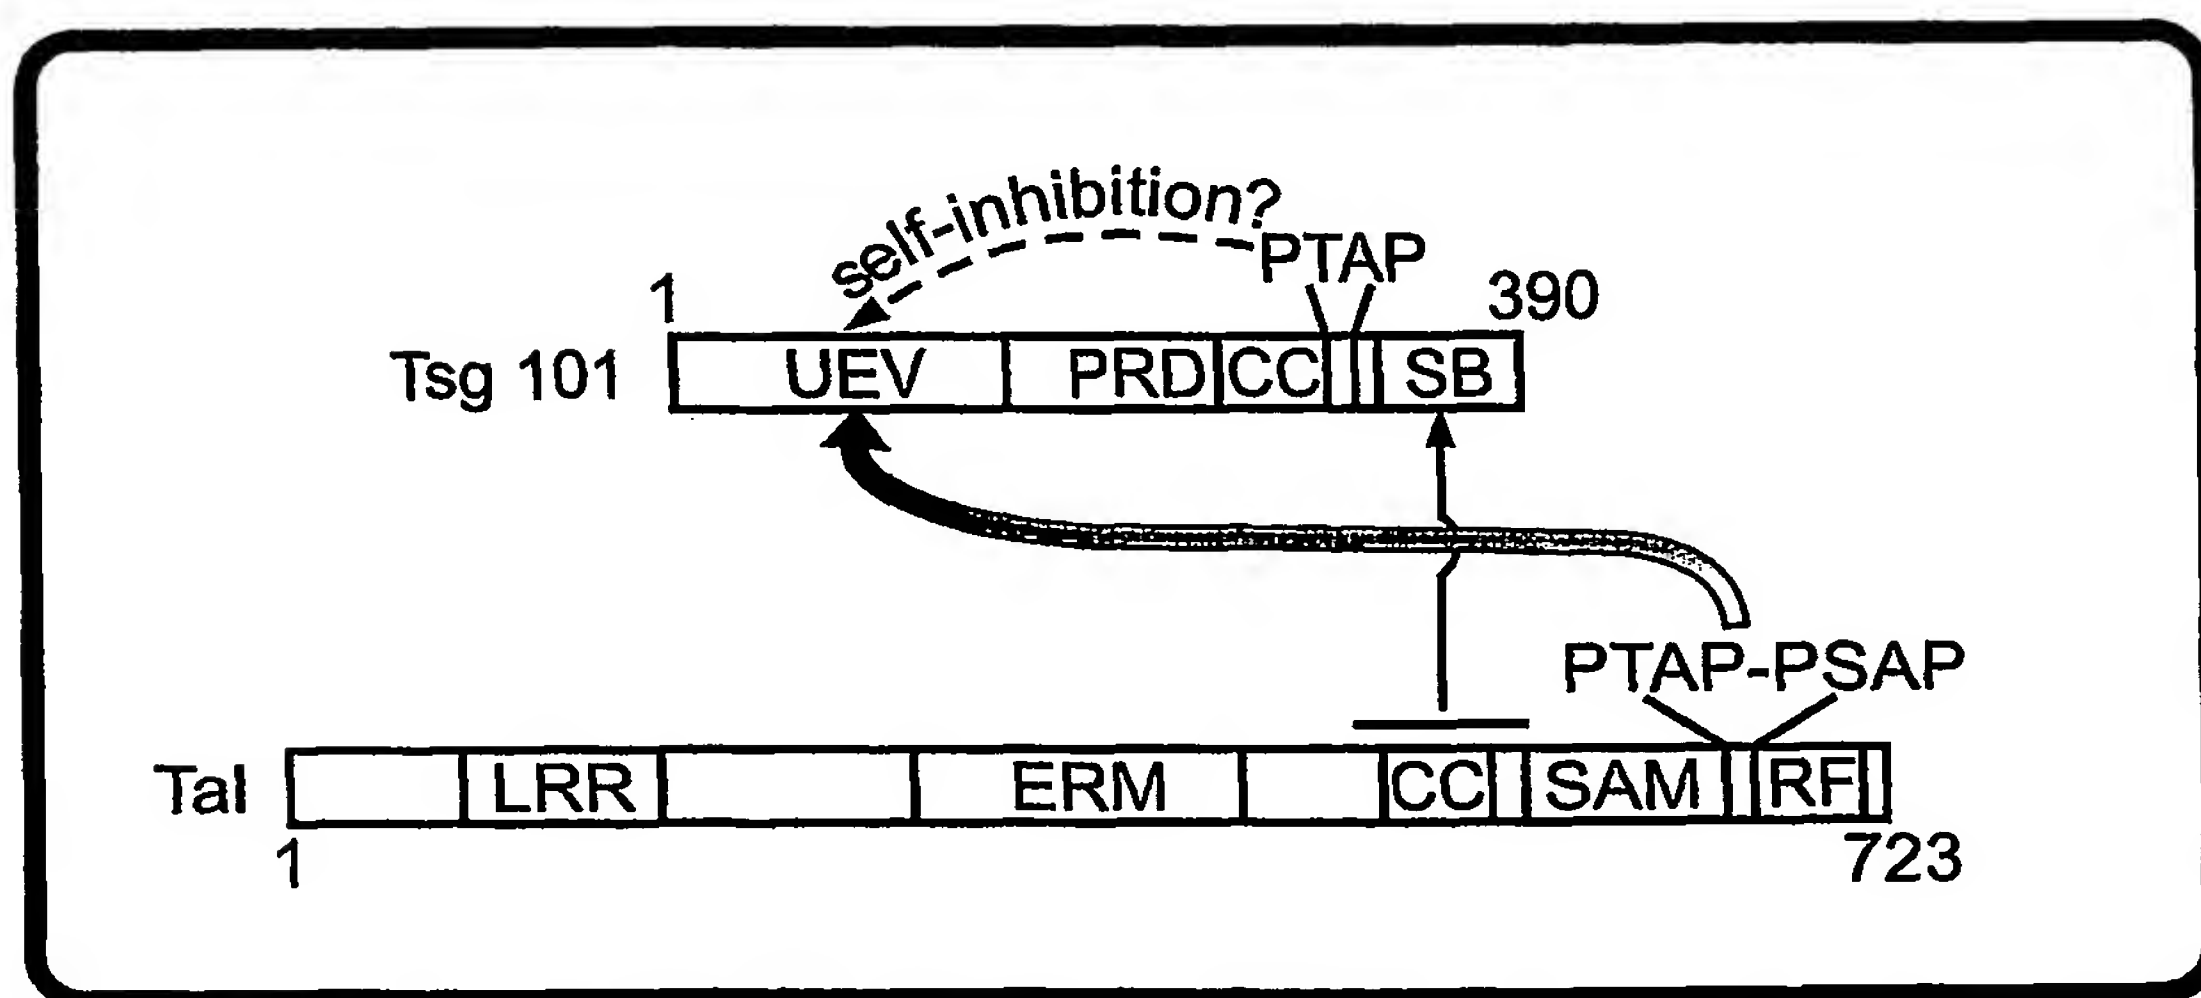 self-inhibition?
PTAP
1 390
Tsg 101 UEV PRD CC SB
PTAP-PSAP
Tal LRR ERM CC SAM RF
1 723